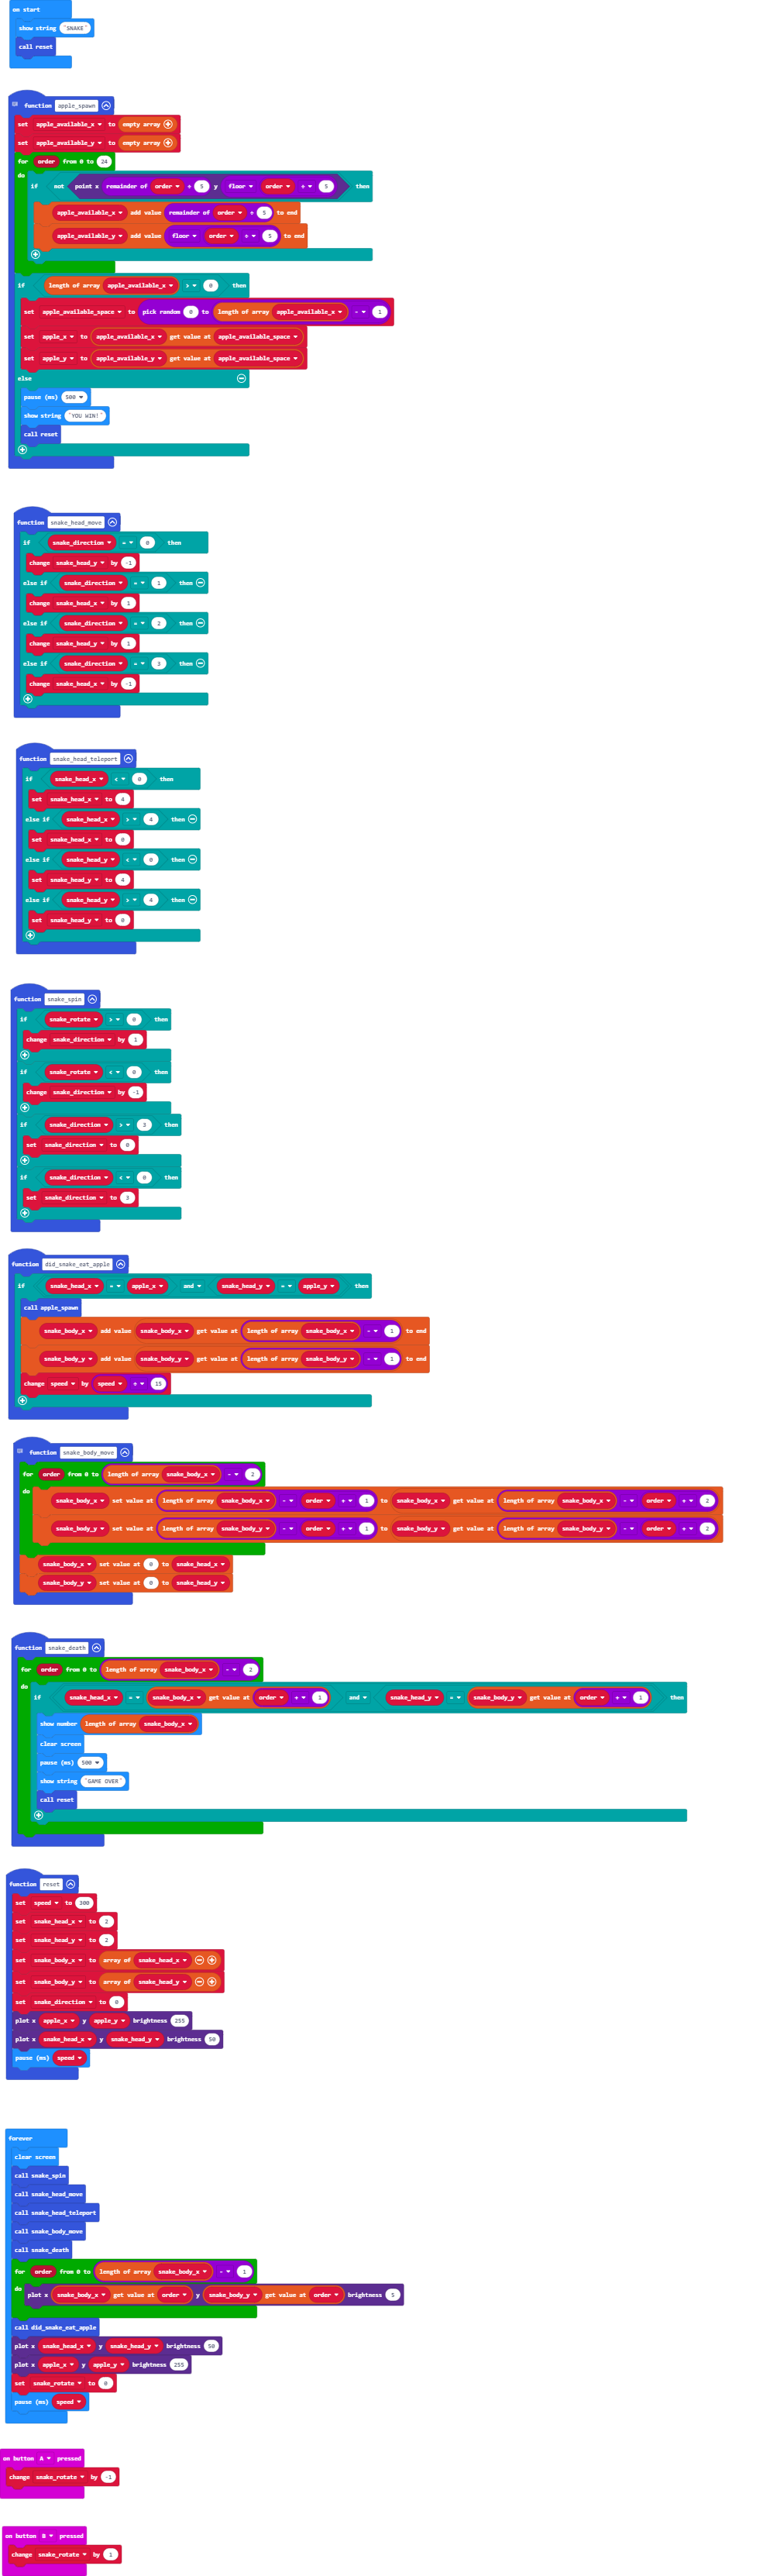 on start
show string "SNAKE"
call reset
function apple_spawn
set apple_available_x to empty array
set apple_available_y to empty array
for order from 0 to 24
do
if not point x remainder of order ÷ 5 y floor order ÷ 5 then
apple_available_x add value remainder of order ÷ 5 to end
apple_available_y add value floor order ÷ 5 to end
if length of array apple_available_x > 0 then
set apple_available_space to pick random 0 to length of array apple_available_x - 1
set apple_x to apple_available_x get value at apple_available_space
set apple_y to apple_available_y get value at apple_available_space
else
pause (ms) 500
show string "YOU WIN!"
call reset
function snake_head_move
if snake_direction = 0 then
change snake_head_y by -1
else if snake_direction = 1 then
change snake_head_x by 1
else if snake_direction = 2 then
change snake_head_y by 1
else if snake_direction = 3 then
change snake_head_x by -1
function snake_head_teleport
if snake_head_x < 0 then
set snake_head_x to 4
else if snake_head_x > 4 then
set snake_head_x to 0
else if snake_head_y < 0 then
set snake_head_y to 4
else if snake_head_y > 4 then
set snake_head_y to 0
function snake_spin
if snake_rotate > 0 then
change snake_direction by 1
if snake_rotate < 0 then
change snake_direction by -1
if snake_direction > 3 then
set snake_direction to 0
if snake_direction < 0 then
set snake_direction to 3
function did_snake_eat_apple
if snake_head_x = apple_x and snake_head_y = apple_y then
call apple_spawn
snake_body_x add value snake_body_x get value at length of array snake_body_x - 1 to end
snake_body_y add value snake_body_y get value at length of array snake_body_y - 1 to end
change speed by speed ÷ 15
function snake_body_move
for order from 0 to length of array snake_body_x - 2
do
snake_body_x set value at length of array snake_body_x - order + 1 to snake_body_x get value at length of array snake_body_x - order + 2
snake_body_y set value at length of array snake_body_y - order + 1 to snake_body_y get value at length of array snake_body_y - order + 2
snake_body_x set value at 0 to snake_head_x
snake_body_y set value at 0 to snake_head_y
function snake_death
for order from 0 to length of array snake_body_x - 2
do
if snake_head_x = snake_body_x get value at order + 1 and snake_head_y = snake_body_y get value at order + 1 then
show number length of array snake_body_x
clear screen
pause (ms) 500
show string "GAME OVER"
call reset
function reset
set speed to 300
set snake_head_x to 2
set snake_head_y to 2
set snake_body_x to array of snake_head_x
set snake_body_y to array of snake_head_y
set snake_direction to 0
plot x apple_x y apple_y brightness 255
plot x snake_head_x y snake_head_y brightness 50
pause (ms) speed
forever
clear screen
call snake_spin
call snake_head_move
call snake_head_teleport
call snake_body_move
call snake_death
for order from 0 to length of array snake_body_x - 1
do
plot x snake_body_x get value at order y snake_body_y get value at order brightness 5
call did_snake_eat_apple
plot x snake_head_x y snake_head_y brightness 50
plot x apple_x y apple_y brightness 255
set snake_rotate to 0
pause (ms) speed
on button A pressed
change snake_rotate by -1
on button B pressed
change snake_rotate by 1